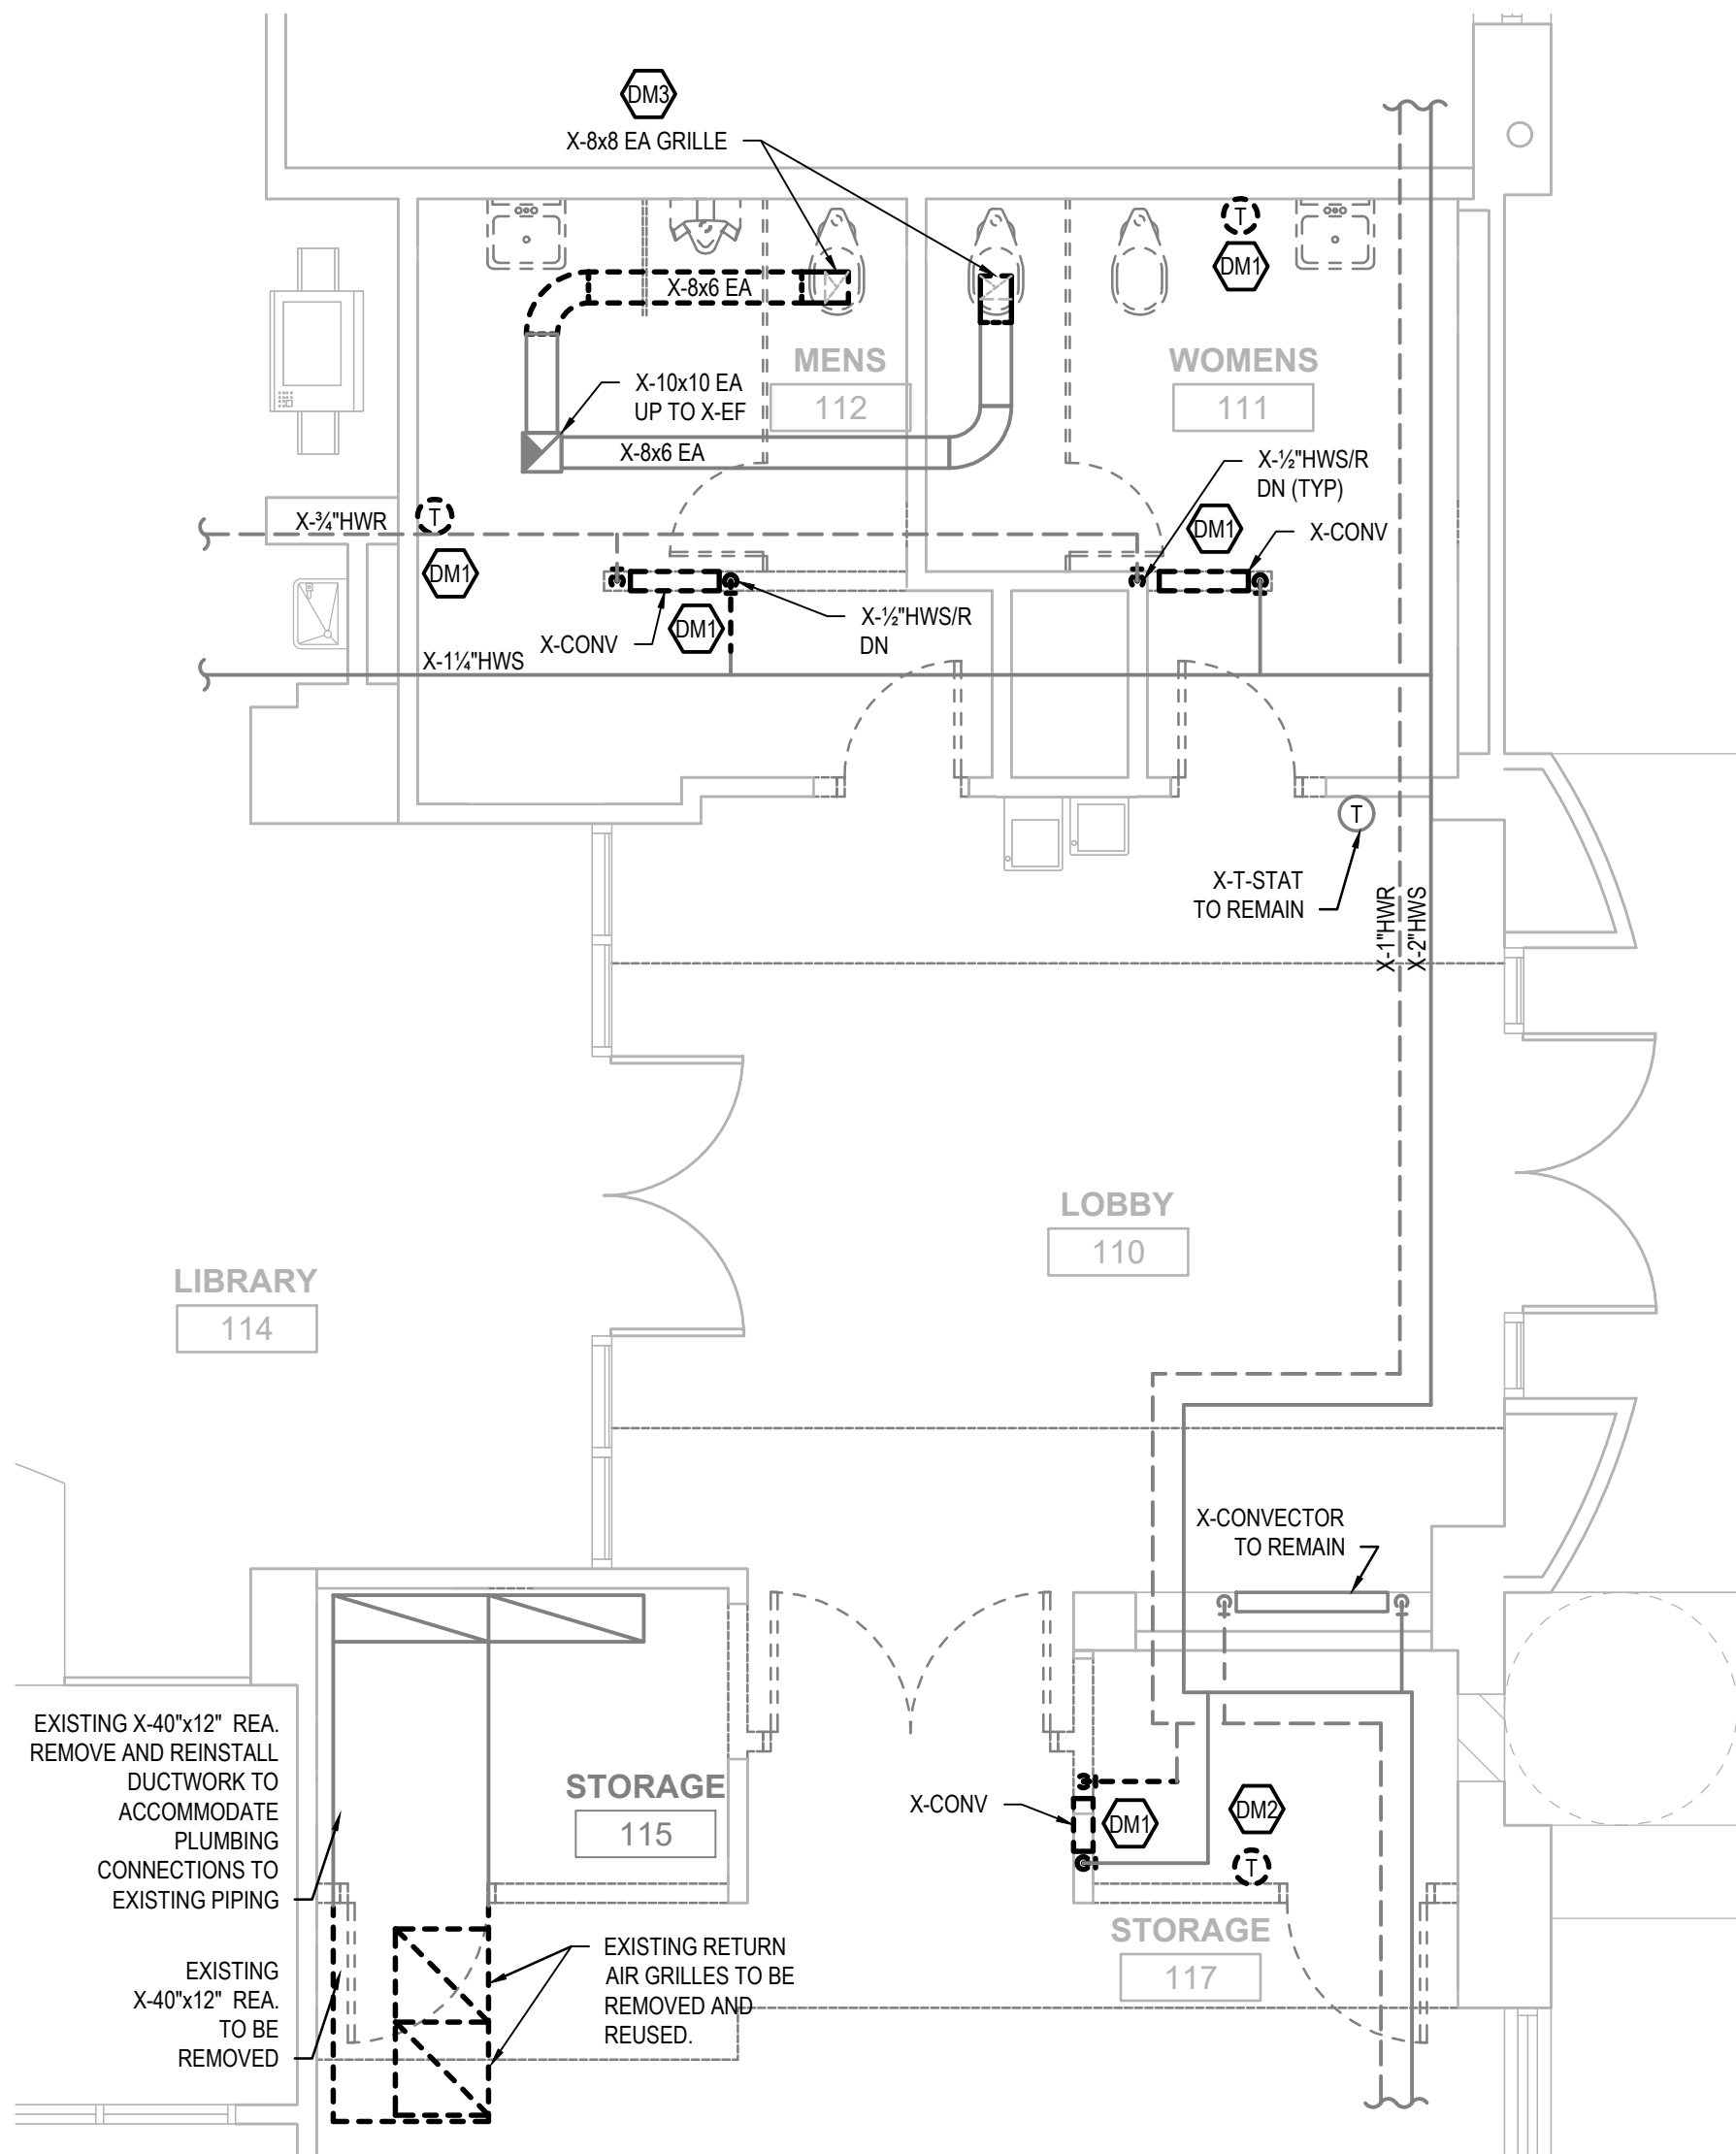 DM3
X-8x8 EA GRILLE
T
DM1
X-8x6 EA
MENS
112
WOMENS
111
X-10x10 EA
UP TO X-EF
X-8x6 EA
X-½"HWS/R
DN (TYP)
X-¾"HWR
T
DM1
DM1
X-CONV
X-CONV
DM1
X-½"HWS/R
DN
X-1¼"HWS
T
X-T-STAT
TO REMAIN
X-1"HWR
X-2"HWS
LOBBY
110
LIBRARY
114
X-CONVECTOR
TO REMAIN
EXISTING X-40"x12" REA.
REMOVE AND REINSTALL
DUCTWORK TO
ACCOMMODATE
PLUMBING
CONNECTIONS TO
EXISTING PIPING
STORAGE
115
X-CONV
DM1
DM2
T
STORAGE
117
EXISTING
X-40"x12" REA.
TO BE
REMOVED
EXISTING RETURN
AIR GRILLES TO BE
REMOVED AND
REUSED.